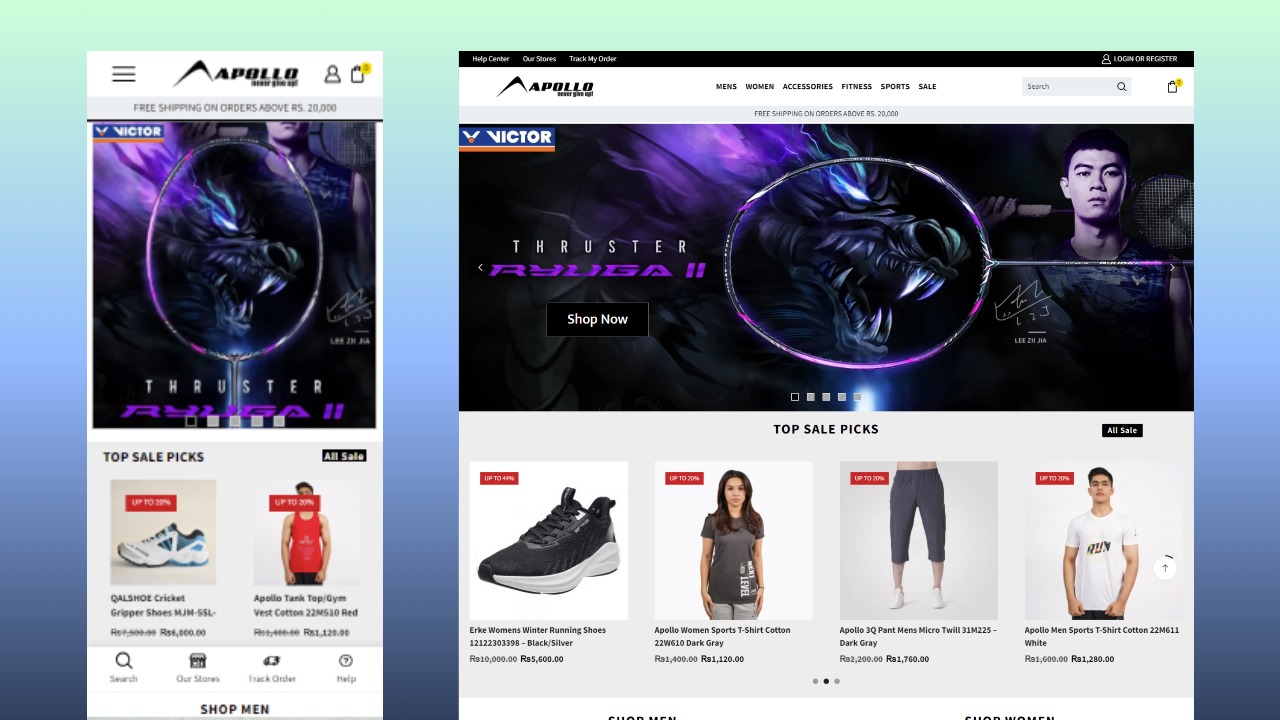 APOLLO
never give up!
0
FREE SHIPPING ON ORDERS ABOVE RS. 20,000
VICTOR
LEE ZII JIA
THRUSTER
RYUGA II
TOP SALE PICKS
All Sale
UP TO 20%
UP TO 20%
QALSHOE Cricket
Gripper Shoes MJM-SSL-
Rs7,500.00 Rs6,000.00
Apollo Tank Top/Gym
Vest Cotton 22M510 Red
Rs1,400.00 Rs1,120.00
Search
Our Stores
Track Order
Help
SHOP MEN
Help Center Our Stores Track My Order LOGIN OR REGISTER
APOLLO
never give up!
MENS WOMEN ACCESSORIES FITNESS SPORTS SALE
Search
0
FREE SHIPPING ON ORDERS ABOVE RS. 20,000
VICTOR
THRUSTER
RYUGA II
Shop Now
LEE ZII JIA
TOP SALE PICKS
All Sale
UP TO 44%
Erke Womens Winter Running Shoes
12122303398 – Black/Silver
Rs10,000.00 Rs5,600.00
UP TO 20%
NEXT LEVEL
Apollo Women Sports T-Shirt Cotton
22W610 Dark Gray
Rs1,400.00 Rs1,120.00
UP TO 20%
Apollo 3Q Pant Mens Micro Twill 31M225 –
Dark Gray
Rs2,200.00 Rs1,760.00
UP TO 20%
RUN
Apollo Men Sports T-Shirt Cotton 22M611
White
Rs1,600.00 Rs1,280.00
SHOP MEN
SHOP WOMEN